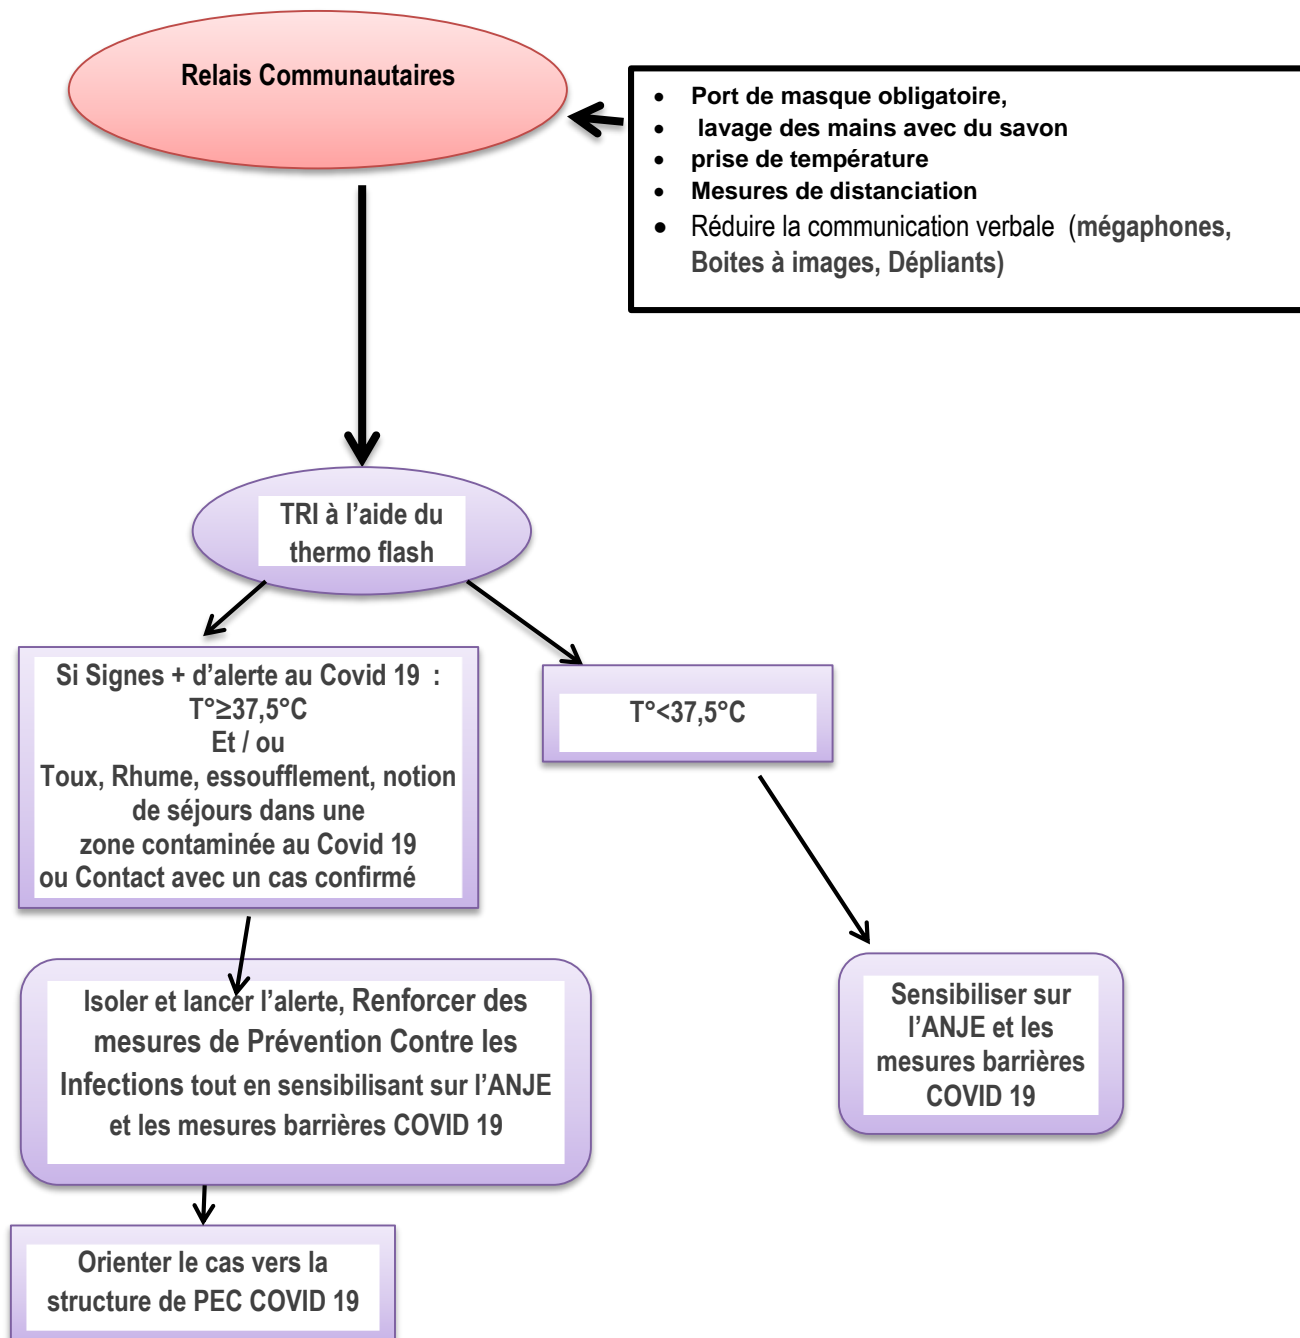 Relais Communautaires
• Port de masque obligatoire,
• lavage des mains avec du savon
• prise de température
• Mesures de distanciation
• Réduire la communication verbale (mégaphones,
Boites à images, Dépliants)
TRI à l’aide du
thermo flash
Si Signes + d’alerte au Covid 19 :
T°≥37,5°C
Et / ou
Toux, Rhume, essoufflement, notion
de séjours dans une
zone contaminée au Covid 19
ou Contact avec un cas confirmé
T°<37,5°C
Isoler et lancer l’alerte, Renforcer des
mesures de Prévention Contre les
Infections tout en sensibilisant sur l’ANJE
et les mesures barrières COVID 19
Sensibiliser sur
l’ANJE et les
mesures barrières
COVID 19
Orienter le cas vers la
structure de PEC COVID 19